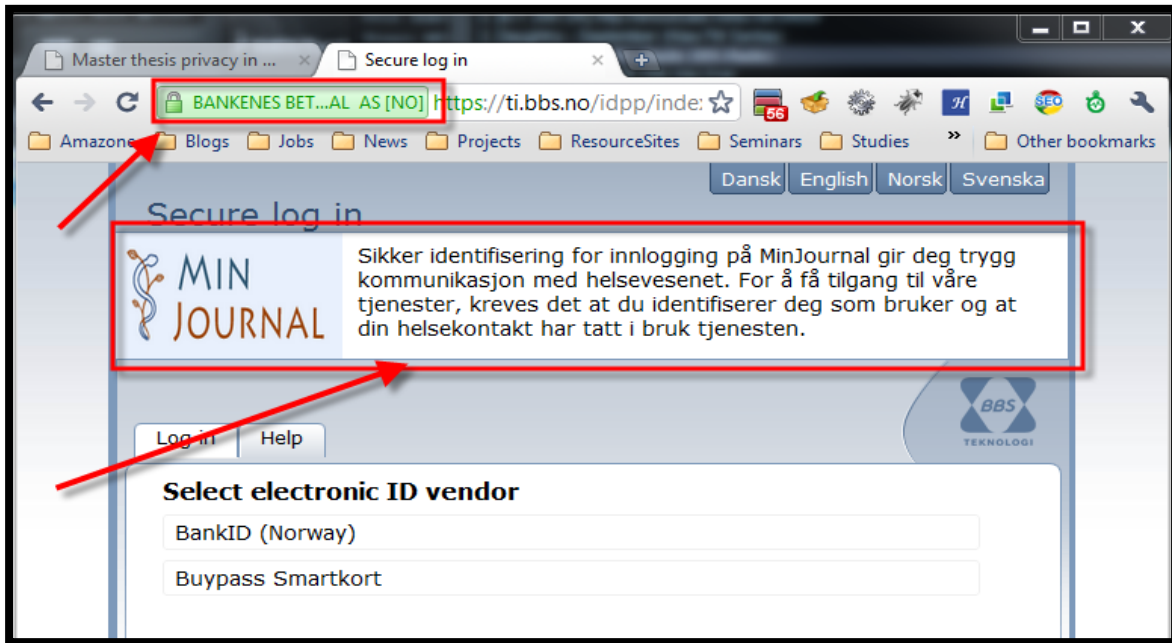 Master thesis privacy in ...
Secure log in
BANKENES BET...AL AS [NO]
https://ti.bbs.no/idpp/inde
56
H
SEO
Amazone
Blogs
Jobs
News
Projects
ResourceSites
Seminars
Studies
»
Other bookmarks
Dansk
English
Norsk
Svenska
Secure log in
MIN
JOURNAL
Sikker identifisering for innlogging på MinJournal gir deg trygg
kommunikasjon med helsevesenet. For å få tilgang til våre
tjenester, kreves det at du identifiserer deg som bruker og at
din helsekontakt har tatt i bruk tjenesten.
BBS
TEKNOLOGI
Log in
Help
Select electronic ID vendor
BankID (Norway)
Buypass Smartkort